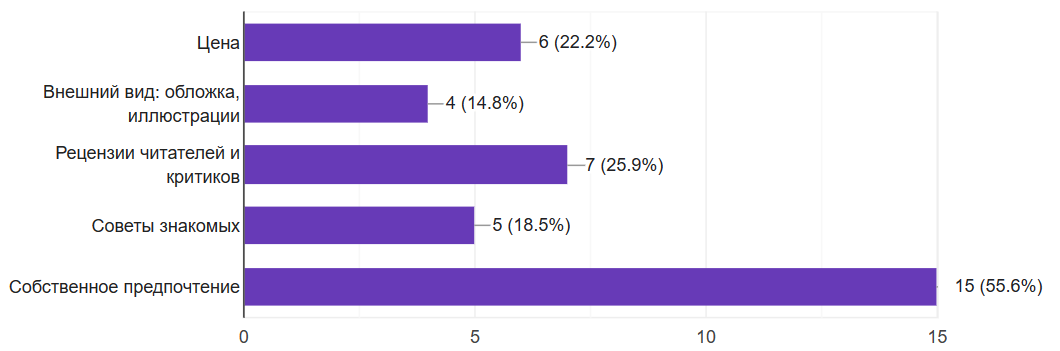 Цена
6 (22.2%)
Внешний вид: обложка,
иллюстрации
4 (14.8%)
Рецензии читателей и
критиков
7 (25.9%)
Советы знакомых
5 (18.5%)
Собственное предпочтение
15 (55.6%)
0
5
10
15